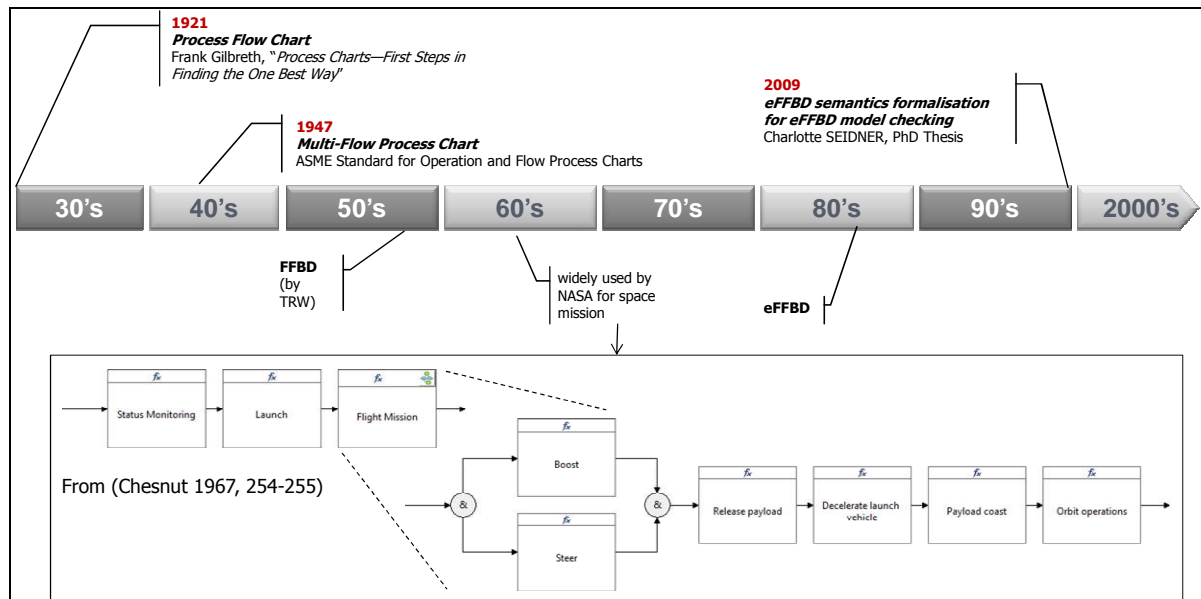 1921
Process Flow Chart
Frank Gilbreth, “Process Charts—First Steps in
Finding the One Best Way”
1947
Multi-Flow Process Chart
ASME Standard for Operation and Flow Process Charts
2009
eFFBD semantics formalisation
for eFFBD model checking
Charlotte SEIDNER, PhD Thesis
30’s
40’s
50’s
60’s
70’s
80’s
90’s
2000’s
FFBD
(by
TRW)
widely used by
NASA for space
mission
eFFBD
fx
Status Monitoring
fx
Launch
fx
Flight Mission
From (Chesnut 1967, 254-255)
&
fx
Boost
fx
Steer
&
fx
Release payload
fx
Decelerate launch
vehicle
fx
Payload coast
fx
Orbit operations